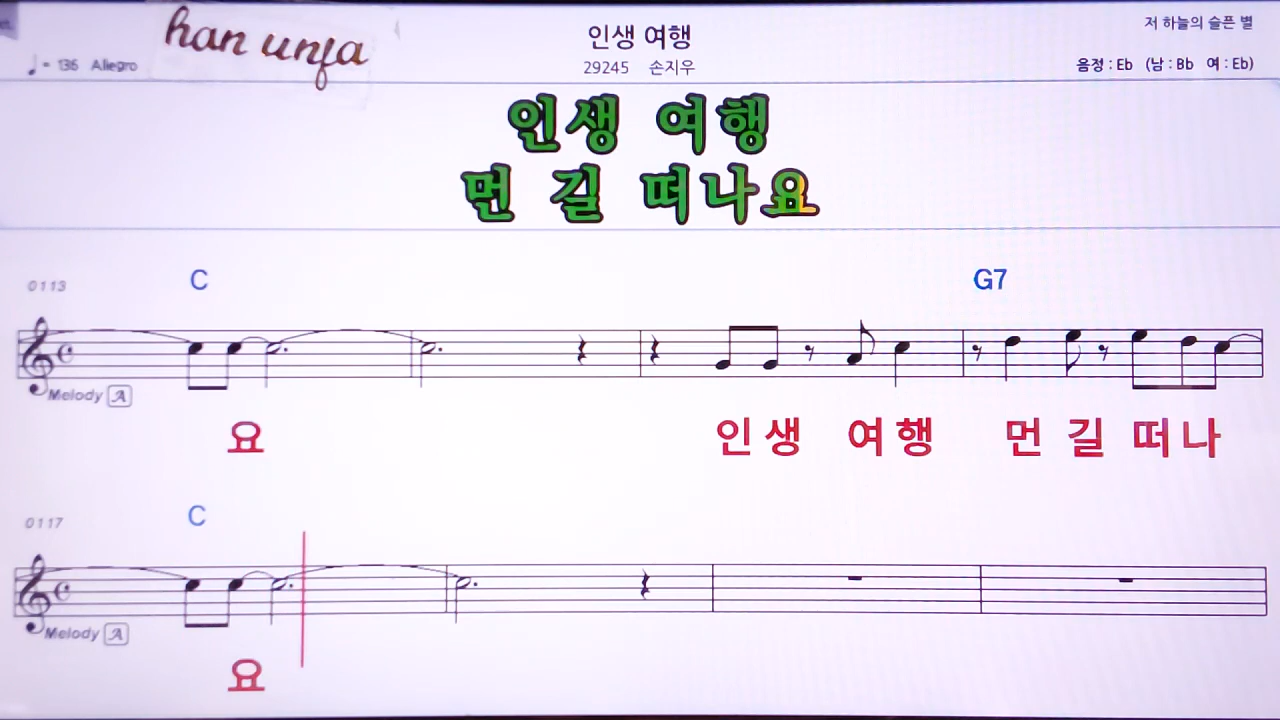 han unja
인생 여행
저 하늘의 슬픈 별
♩ = 136 Allegro
29245 손지우
음정 : Eb (남 : Bb 여 : Eb)
인생 여행
먼 길 떠나요
0113 C G7
Melody A
요 인생 여행 먼 길 떠나
0117 C
Melody A
요